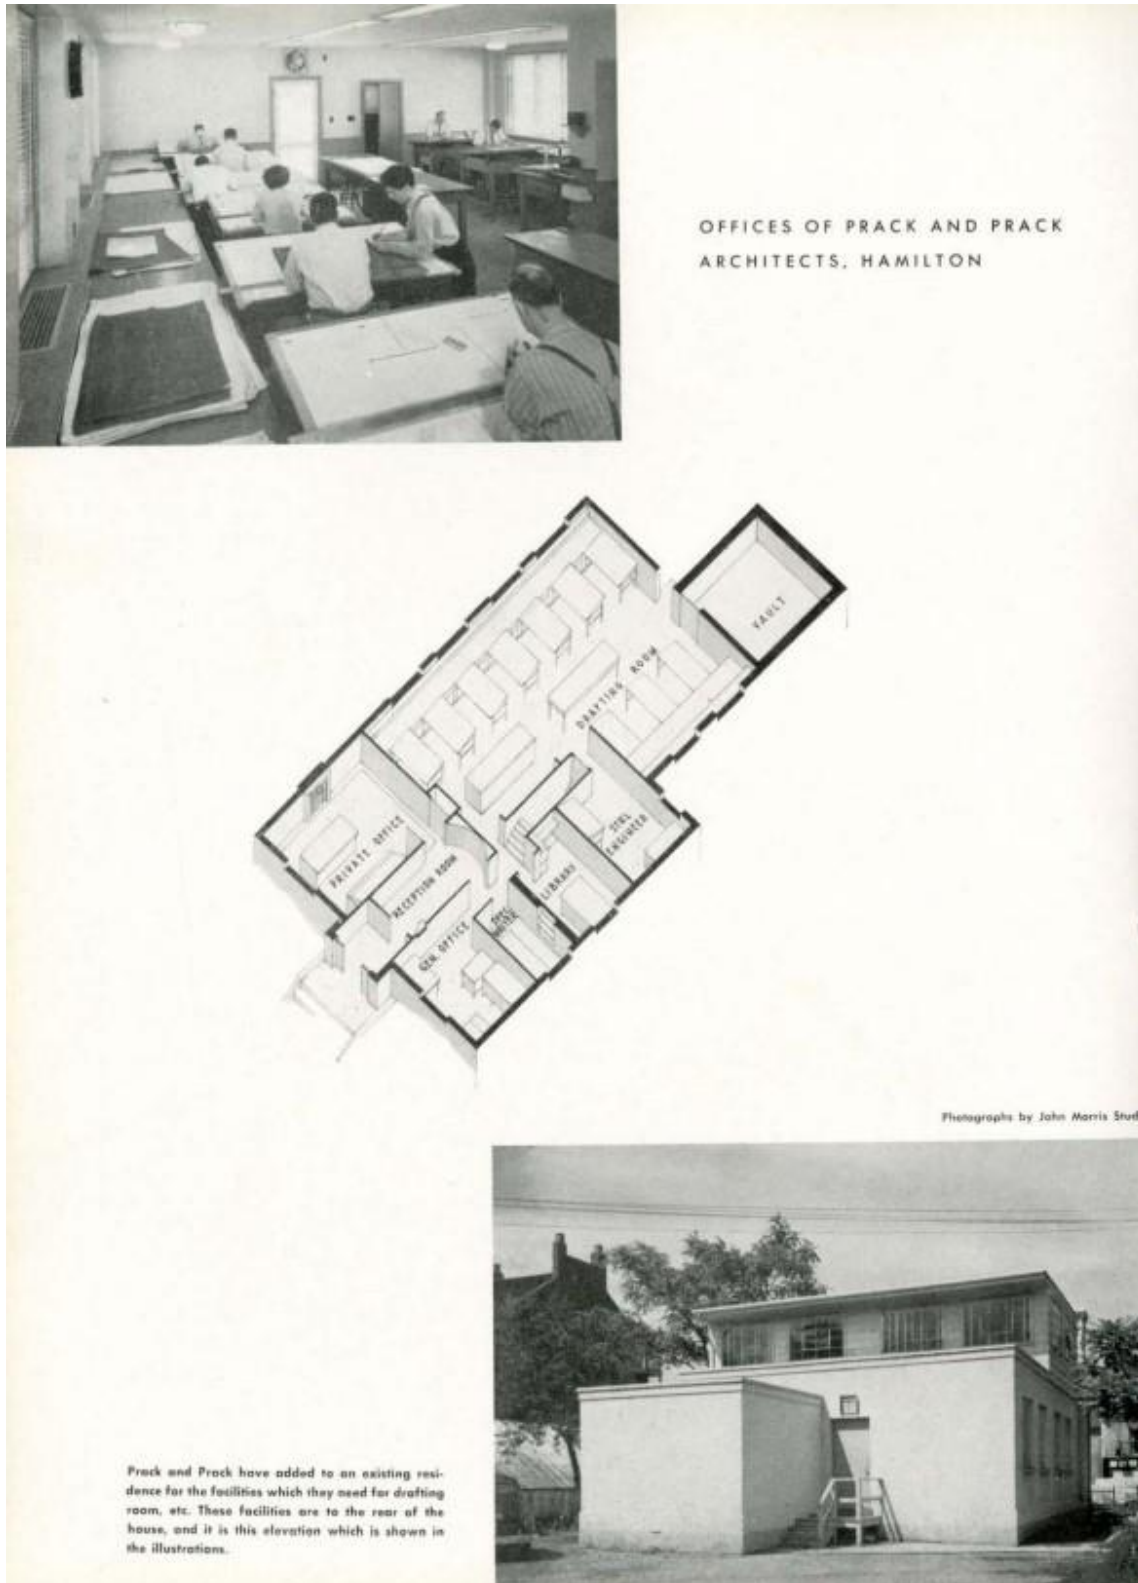 OFFICES OF PRACK AND PRACK
ARCHITECTS, HAMILTON
VAULT
DRAFTING ROOM
STRL
ENGINEER
PRIVATE OFFICE
RECEPTION ROOM
LIBRARY
SPEC
WRITER
GEN. OFFICE
Photographs by John Morris Stud
Prack and Prack have added to an existing resi-
dence for the facilities which they need for drafting
room, etc. These facilities are to the rear of the
house, and it is this elevation which is shown in
the illustrations.